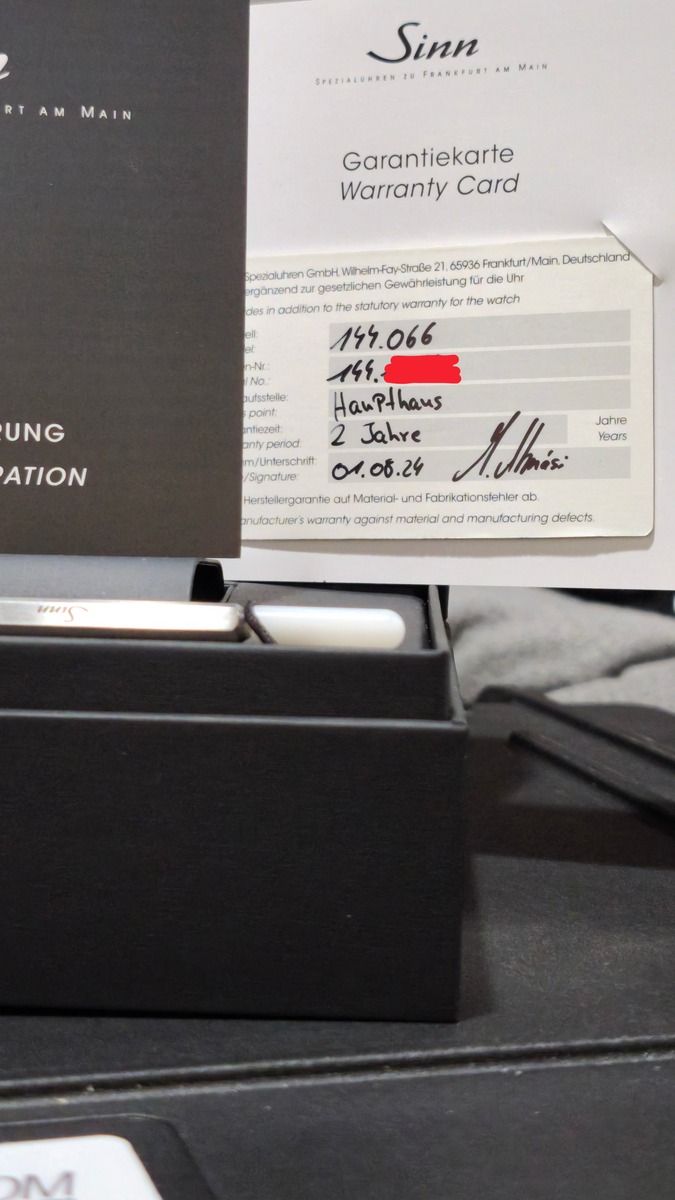 RT AM MAIN
RUNG
PATION
Sinn
SPEZIALUHREN ZU FRANKFURT AM MAIN
Garantiekarte
Warranty Card
Spezialuhren GmbH, Wilhelm-Fay-Straße 21, 65936 Frankfurt/Main, Deutschland
ergänzend zur gesetzlichen Gewährleistung für die Uhr
des in addition to the statutory warranty for the watch
ell: 144.066
el:
n-Nr.: 144.
l No.:
aufsstelle: Haupthaus
s point:
antiezeit: 2 Jahre Jahre
anty period: Years
m/Unterschrift: 01.08.24
/Signature:
Herstellergarantie auf Material- und Fabrikationsfehler ab.
anufacturer's warranty against material and manufacturing defects.
Sinn
OM